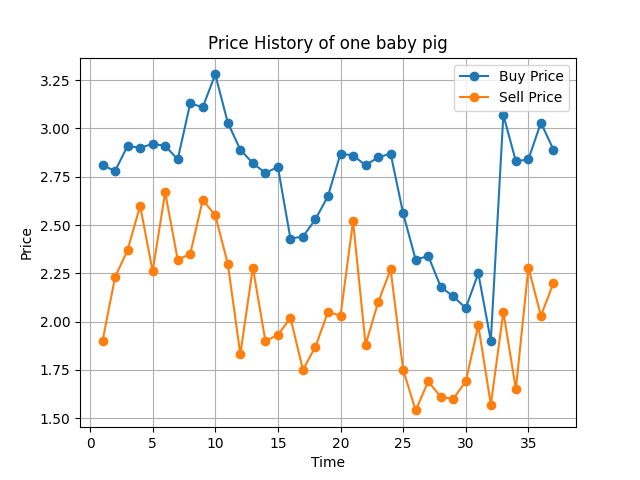 Price History of one baby pig
Buy Price
Sell Price
3.25
3.00
2.75
2.50
2.25
2.00
1.75
1.50
Price
0 5 10 15 20 25 30 35
Time